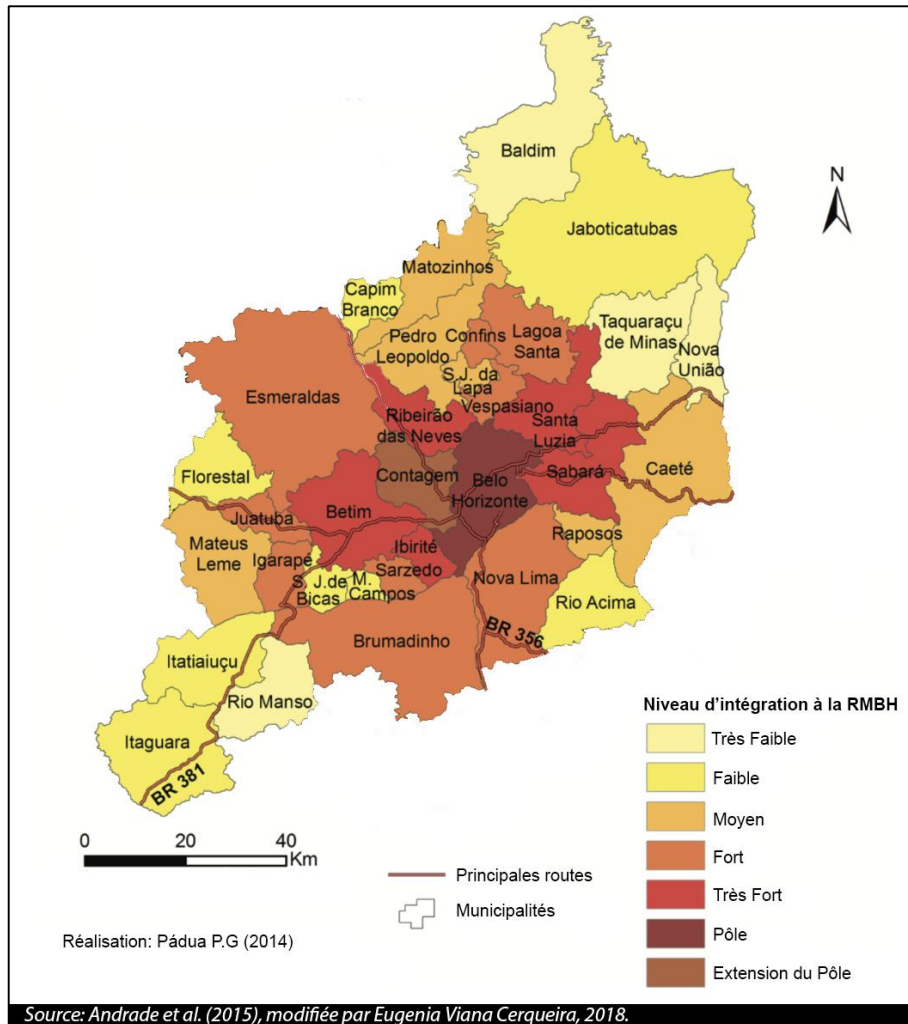 Baldim
N
Jaboticatubas
Matozinhos
Capim
Branco
Pedro
Leopoldo
Confins
Lagoa
Santa
Taquaraçu
de Minas
Nova
União
S.J. da
Lapa
Vespasiano
Esmeraldas
Ribeirão
das Neves
Santa
Luzia
Florestal
Contagem
Belo
Horizonte
Sabará
Caeté
Juatuba
Betim
Mateus
Leme
Igarapé
Ibirité
Raposos
S. J.de
Bicas
M.
Campos
Sarzedo
Nova Lima
Rio Acima
Brumadinho
BR 356
Itatiaiuçu
Rio Manso
Itaguara
BR 381
Niveau d'intégration à la RMBH
Très Faible
Faible
Moyen
Fort
Très Fort
Pôle
Extension du Pôle
0 20 40
Km
Principales routes
Municipalités
Réalisation: Pádua P.G (2014)
Source: Andrade et al. (2015), modifiée par Eugenia Viana Cerqueira, 2018.